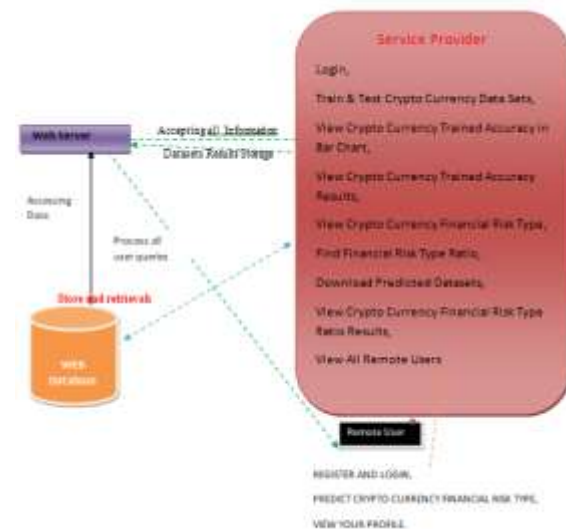 Service Provider
Login,
Train & Test Crypto Currency Data Sets,
View Crypto Currency Trained Accuracy in
Bar Chart,
View Crypto Currency Trained Accuracy
Results,
View Crypto Currency Financial Risk Type,
Find Financial Risk Type Ratio,
Download Predicted Datasets,
View Crypto Currency Financial Risk Type
Ratio Results,
View All Remote Users
Web Server
Accepting all Information
Datasets Results Storage
Accessing
Data
Process all
user queries
Store and retrievals
WEB
Database
Remote User
REGISTER AND LOGIN,
PREDICT CRYPTO CURRENCY FINANCIAL RISK TYPE,
VIEW YOUR PROFILE.